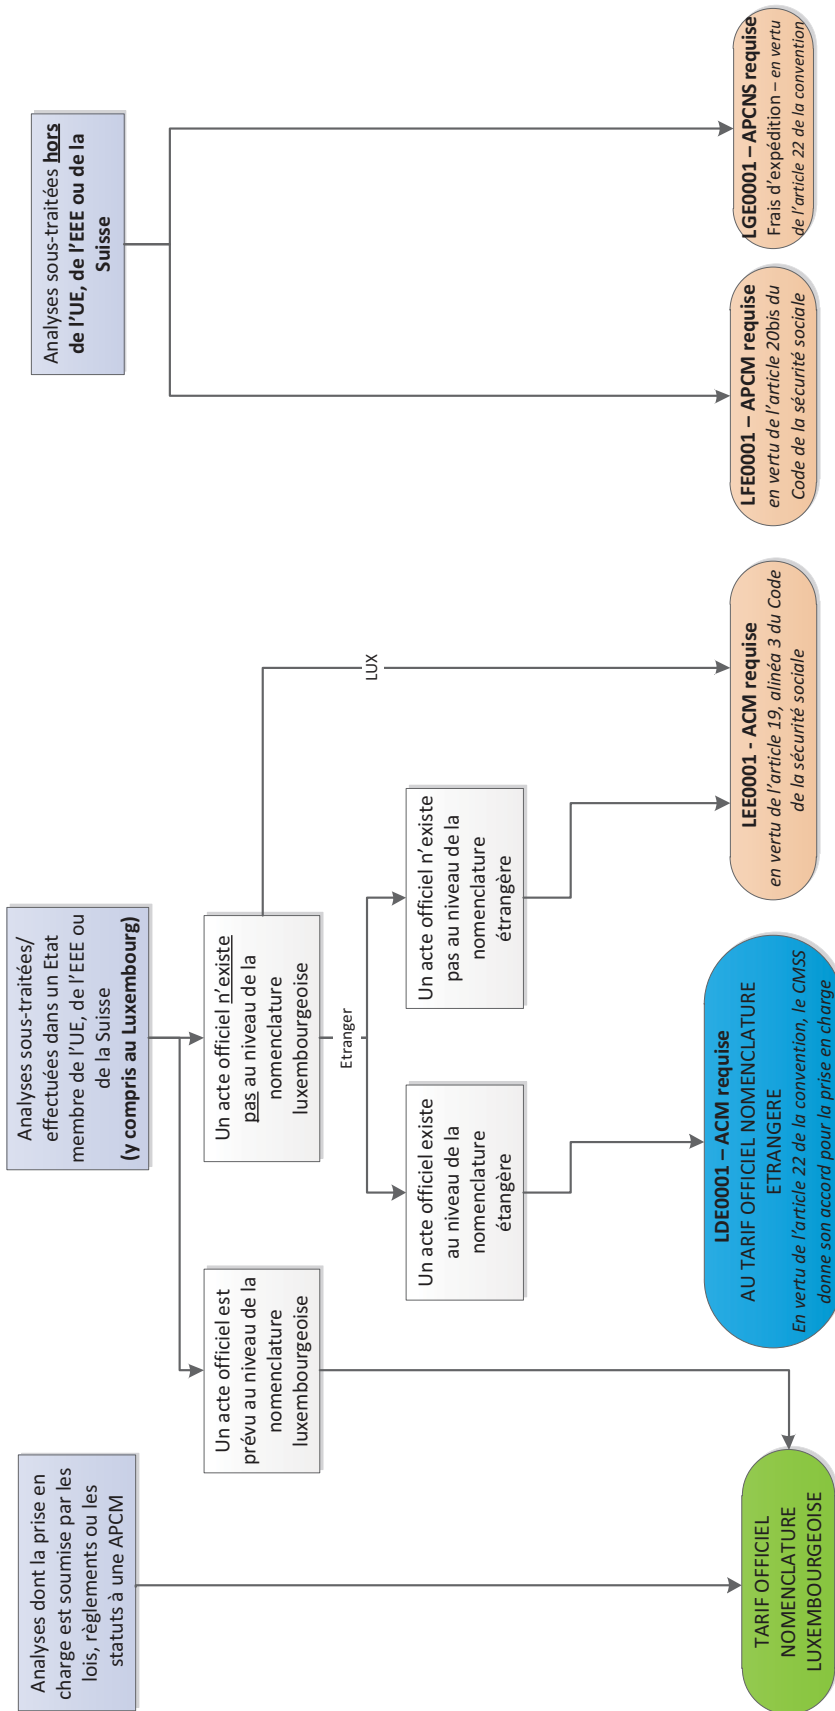 Analyses dont la prise en
charge est soumise par les
lois, règlements ou les
statuts à une APCM
Analyses sous-traitées/
effectuées dans un Etat
membre de l'UE, de l'EEE ou
de la Suisse
(y compris au Luxembourg)
Analyses sous-traitées hors
de l'UE, de l'EEE ou de la
Suisse
Un acte officiel est
prévu au niveau de la
nomenclature
luxembourgeoise
Un acte officiel n'existe
pas au niveau de la
nomenclature
luxembourgeoise
Etranger
LUX
Un acte officiel existe
au niveau de la
nomenclature
étangère
Un acte officiel n'existe
pas au niveau de la
nomenclature
étrangère
TARIF OFFICIEL
NOMENCLATURE
LUXEMBOURGEOISE
LDE0001 – ACM requise
AU TARIF OFFICIEL NOMENCLATURE
ETRANGERE
En vertu de l'article 22 de la convention, le CMSS
donne son accord pour la prise en charge
LEE0001 - ACM requise
en vertu de l'article 19, alinéa 3 du Code
de la sécurité sociale
LFE0001 – APCM requise
en vertu de l'article 20bis du
Code de la sécurité sociale
LGE0001 – APCNS requise
Frais d'expédition – en vertu
de l'article 22 de la convention